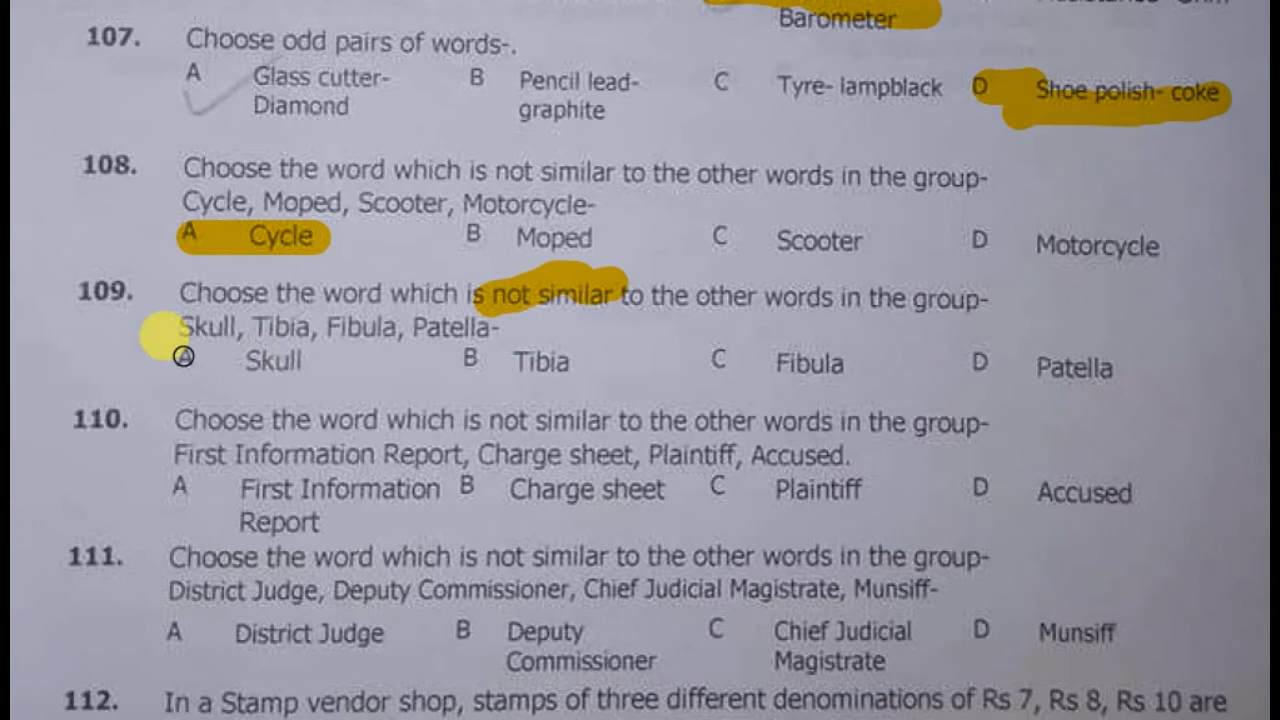 Barometer
107. Choose odd pairs of words-.
A Glass cutter- B Pencil lead- C Tyre- lampblack D Shoe polish- coke
Diamond graphite
108. Choose the word which is not similar to the other words in the group-
Cycle, Moped, Scooter, Motorcycle-
A Cycle B Moped C Scooter D Motorcycle
109. Choose the word which is not similar to the other words in the group-
Skull, Tibia, Fibula, Patella-
A Skull B Tibia C Fibula D Patella
110. Choose the word which is not similar to the other words in the group-
First Information Report, Charge sheet, Plaintiff, Accused.
A First Information B Charge sheet C Plaintiff D Accused
Report
111. Choose the word which is not similar to the other words in the group-
District Judge, Deputy Commissioner, Chief Judicial Magistrate, Munsiff-
A District Judge B Deputy C Chief Judicial D Munsiff
Commissioner Magistrate
112. In a Stamp vendor shop, stamps of three different denominations of Rs 7, Rs 8, Rs 10 are